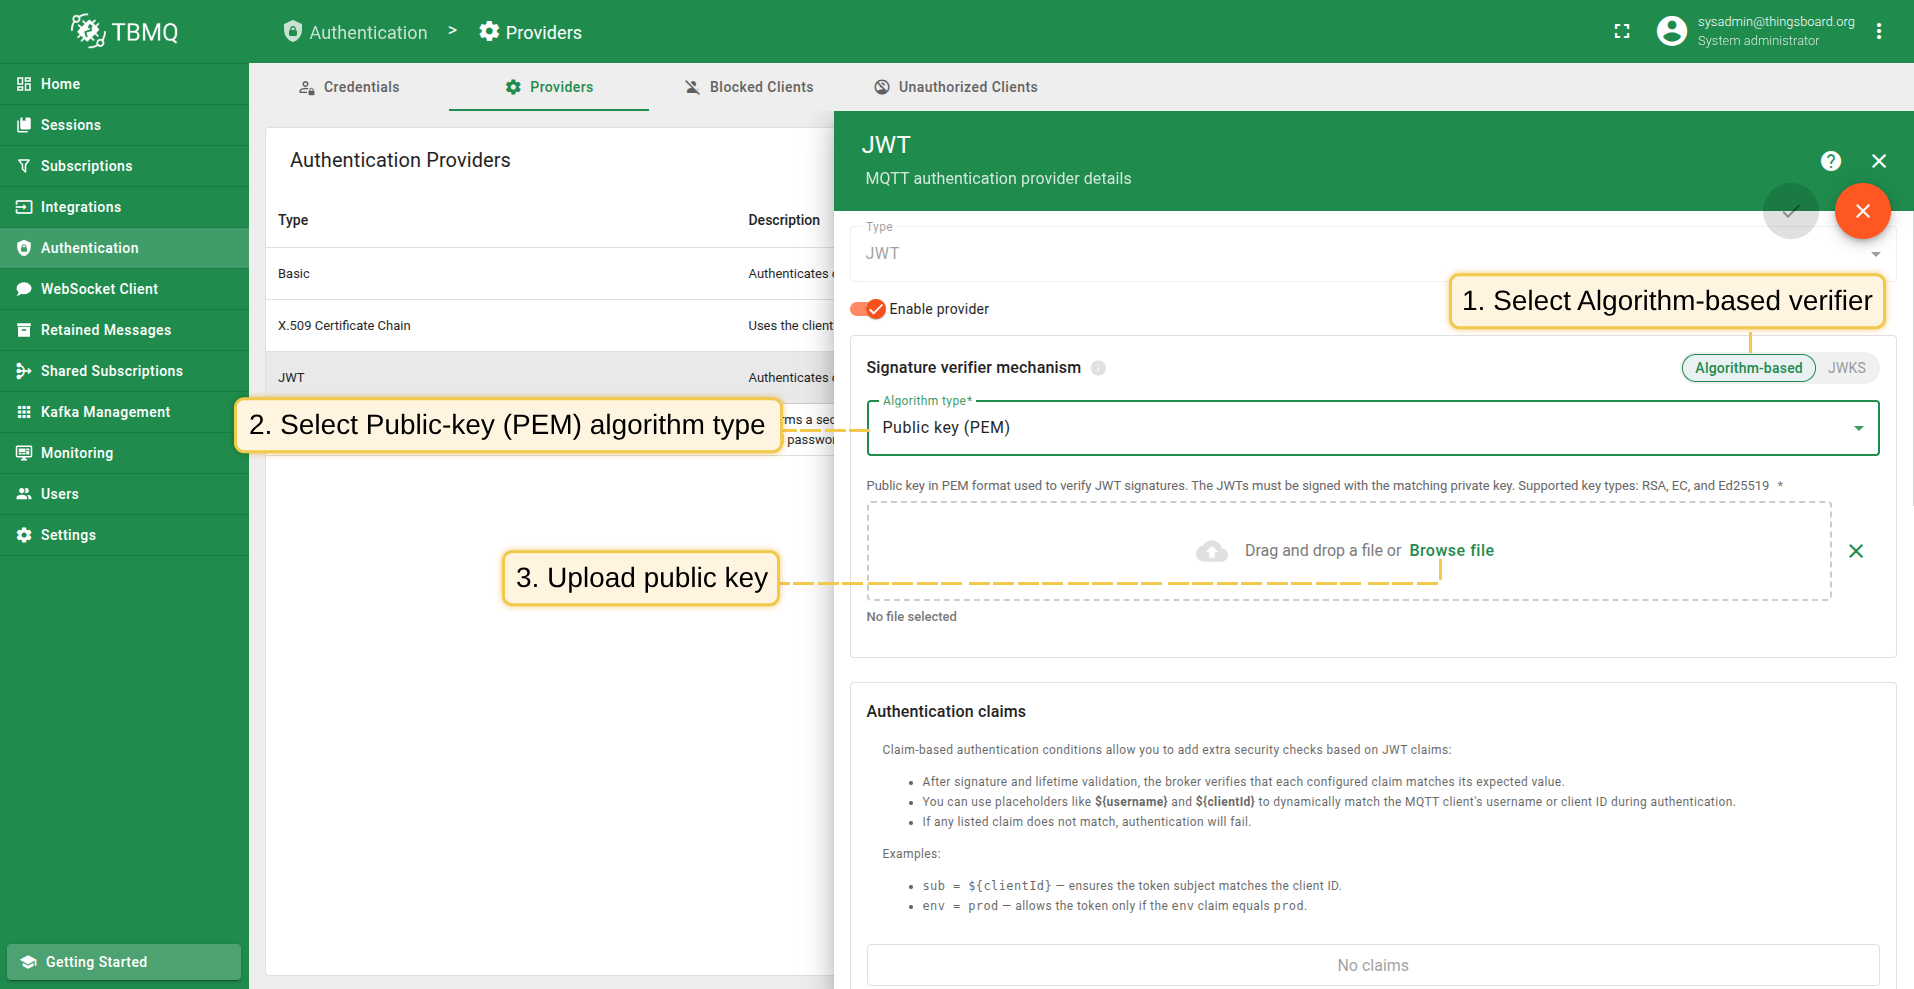 TBMQ
Authentication > Providers
sysadmin@thingsboard.org
System administrator
Home
Sessions
Subscriptions
Integrations
Authentication
WebSocket Client
Retained Messages
Shared Subscriptions
Kafka Management
Monitoring
Users
Settings
Getting Started
Credentials
Providers
Blocked Clients
Unauthorized Clients
Authentication Providers
Type Description
Basic Authenticates
X.509 Certificate Chain Uses the client
JWT Authenticates
rms a sec
passwor
JWT
MQTT authentication provider details
Type
JWT
Enable provider
1. Select Algorithm-based verifier
Signature verifier mechanism
Algorithm-based JWKS
2. Select Public-key (PEM) algorithm type
Algorithm type*
Public key (PEM)
Public key in PEM format used to verify JWT signatures. The JWTs must be signed with the matching private key. Supported key types: RSA, EC, and Ed25519 *
Drag and drop a file or Browse file
3. Upload public key
No file selected
Authentication claims
Claim-based authentication conditions allow you to add extra security checks based on JWT claims:
• After signature and lifetime validation, the broker verifies that each configured claim matches its expected value.
• You can use placeholders like ${username} and ${clientId} to dynamically match the MQTT client's username or client ID during authentication.
• If any listed claim does not match, authentication will fail.
Examples:
• sub = ${clientId} — ensures the token subject matches the client ID.
• env = prod — allows the token only if the env claim equals prod.
No claims